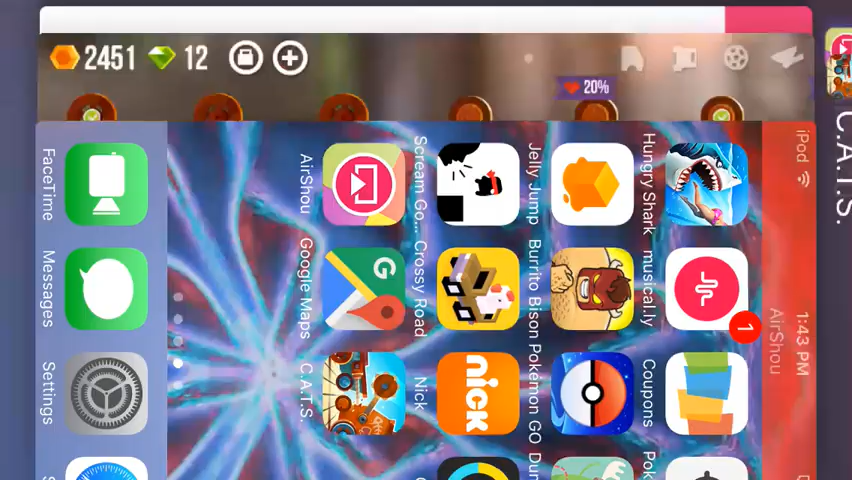 2451 12
20%
C.A.T.S.
iPod 1:43 PM
AirShou
Hungry Shark musical.ly Coupons
1
Jelly Jump Burrito Bison Pokémon GO
Scream Go... Crossy Road Nick
nick
AirShou Google Maps C.A.T.S.
G
FaceTime Messages Settings